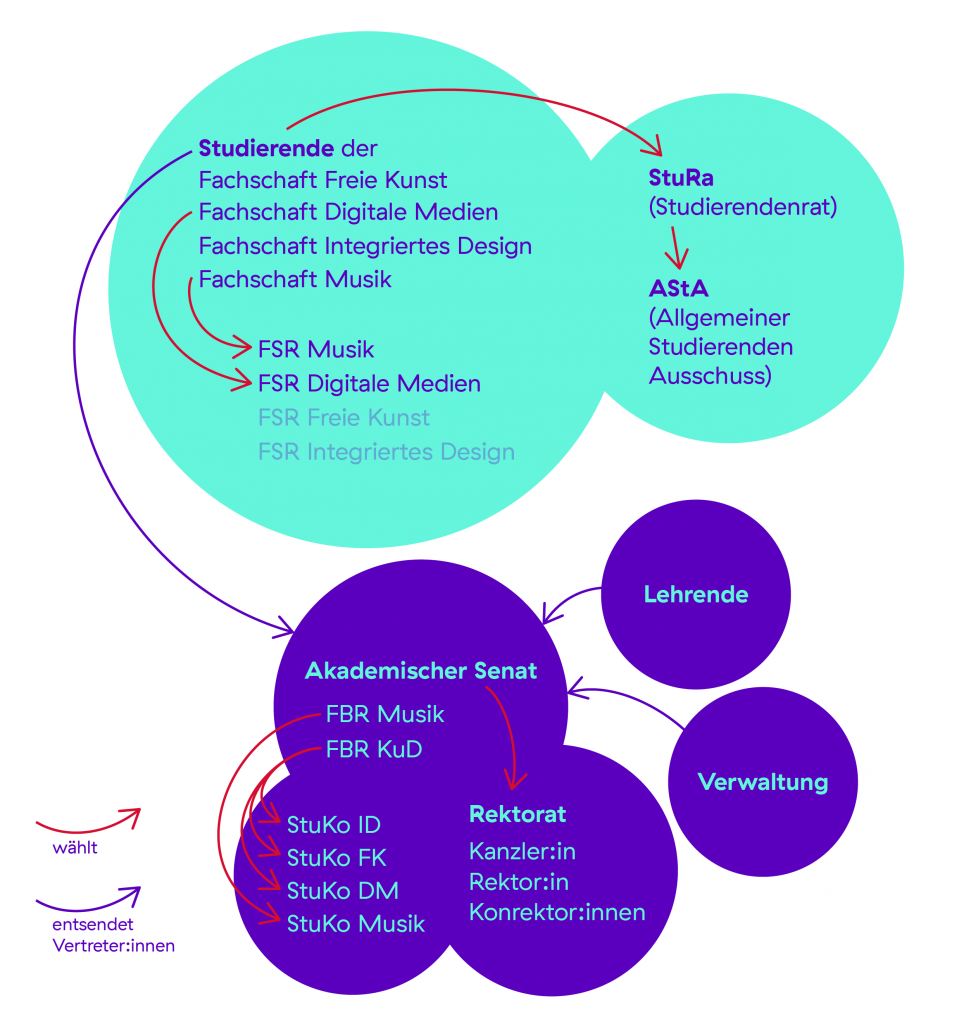 Studierende der
Fachschaft Freie Kunst
Fachschaft Digitale Medien
Fachschaft Integriertes Design
Fachschaft Musik
FSR Musik
FSR Digitale Medien
FSR Freie Kunst
FSR Integriertes Design
StuRa
(Studierendenrat)
AStA
(Allgemeiner
Studierenden
Ausschuss)
Lehrende
Verwaltung
Akademischer Senat
FBR Musik
FBR KuD
StuKo ID
StuKo FK
StuKo DM
StuKo Musik
Rektorat
Kanzler:in
Rektor:in
Konrektor:innen
wählt
entsendet
Vertreter:innen